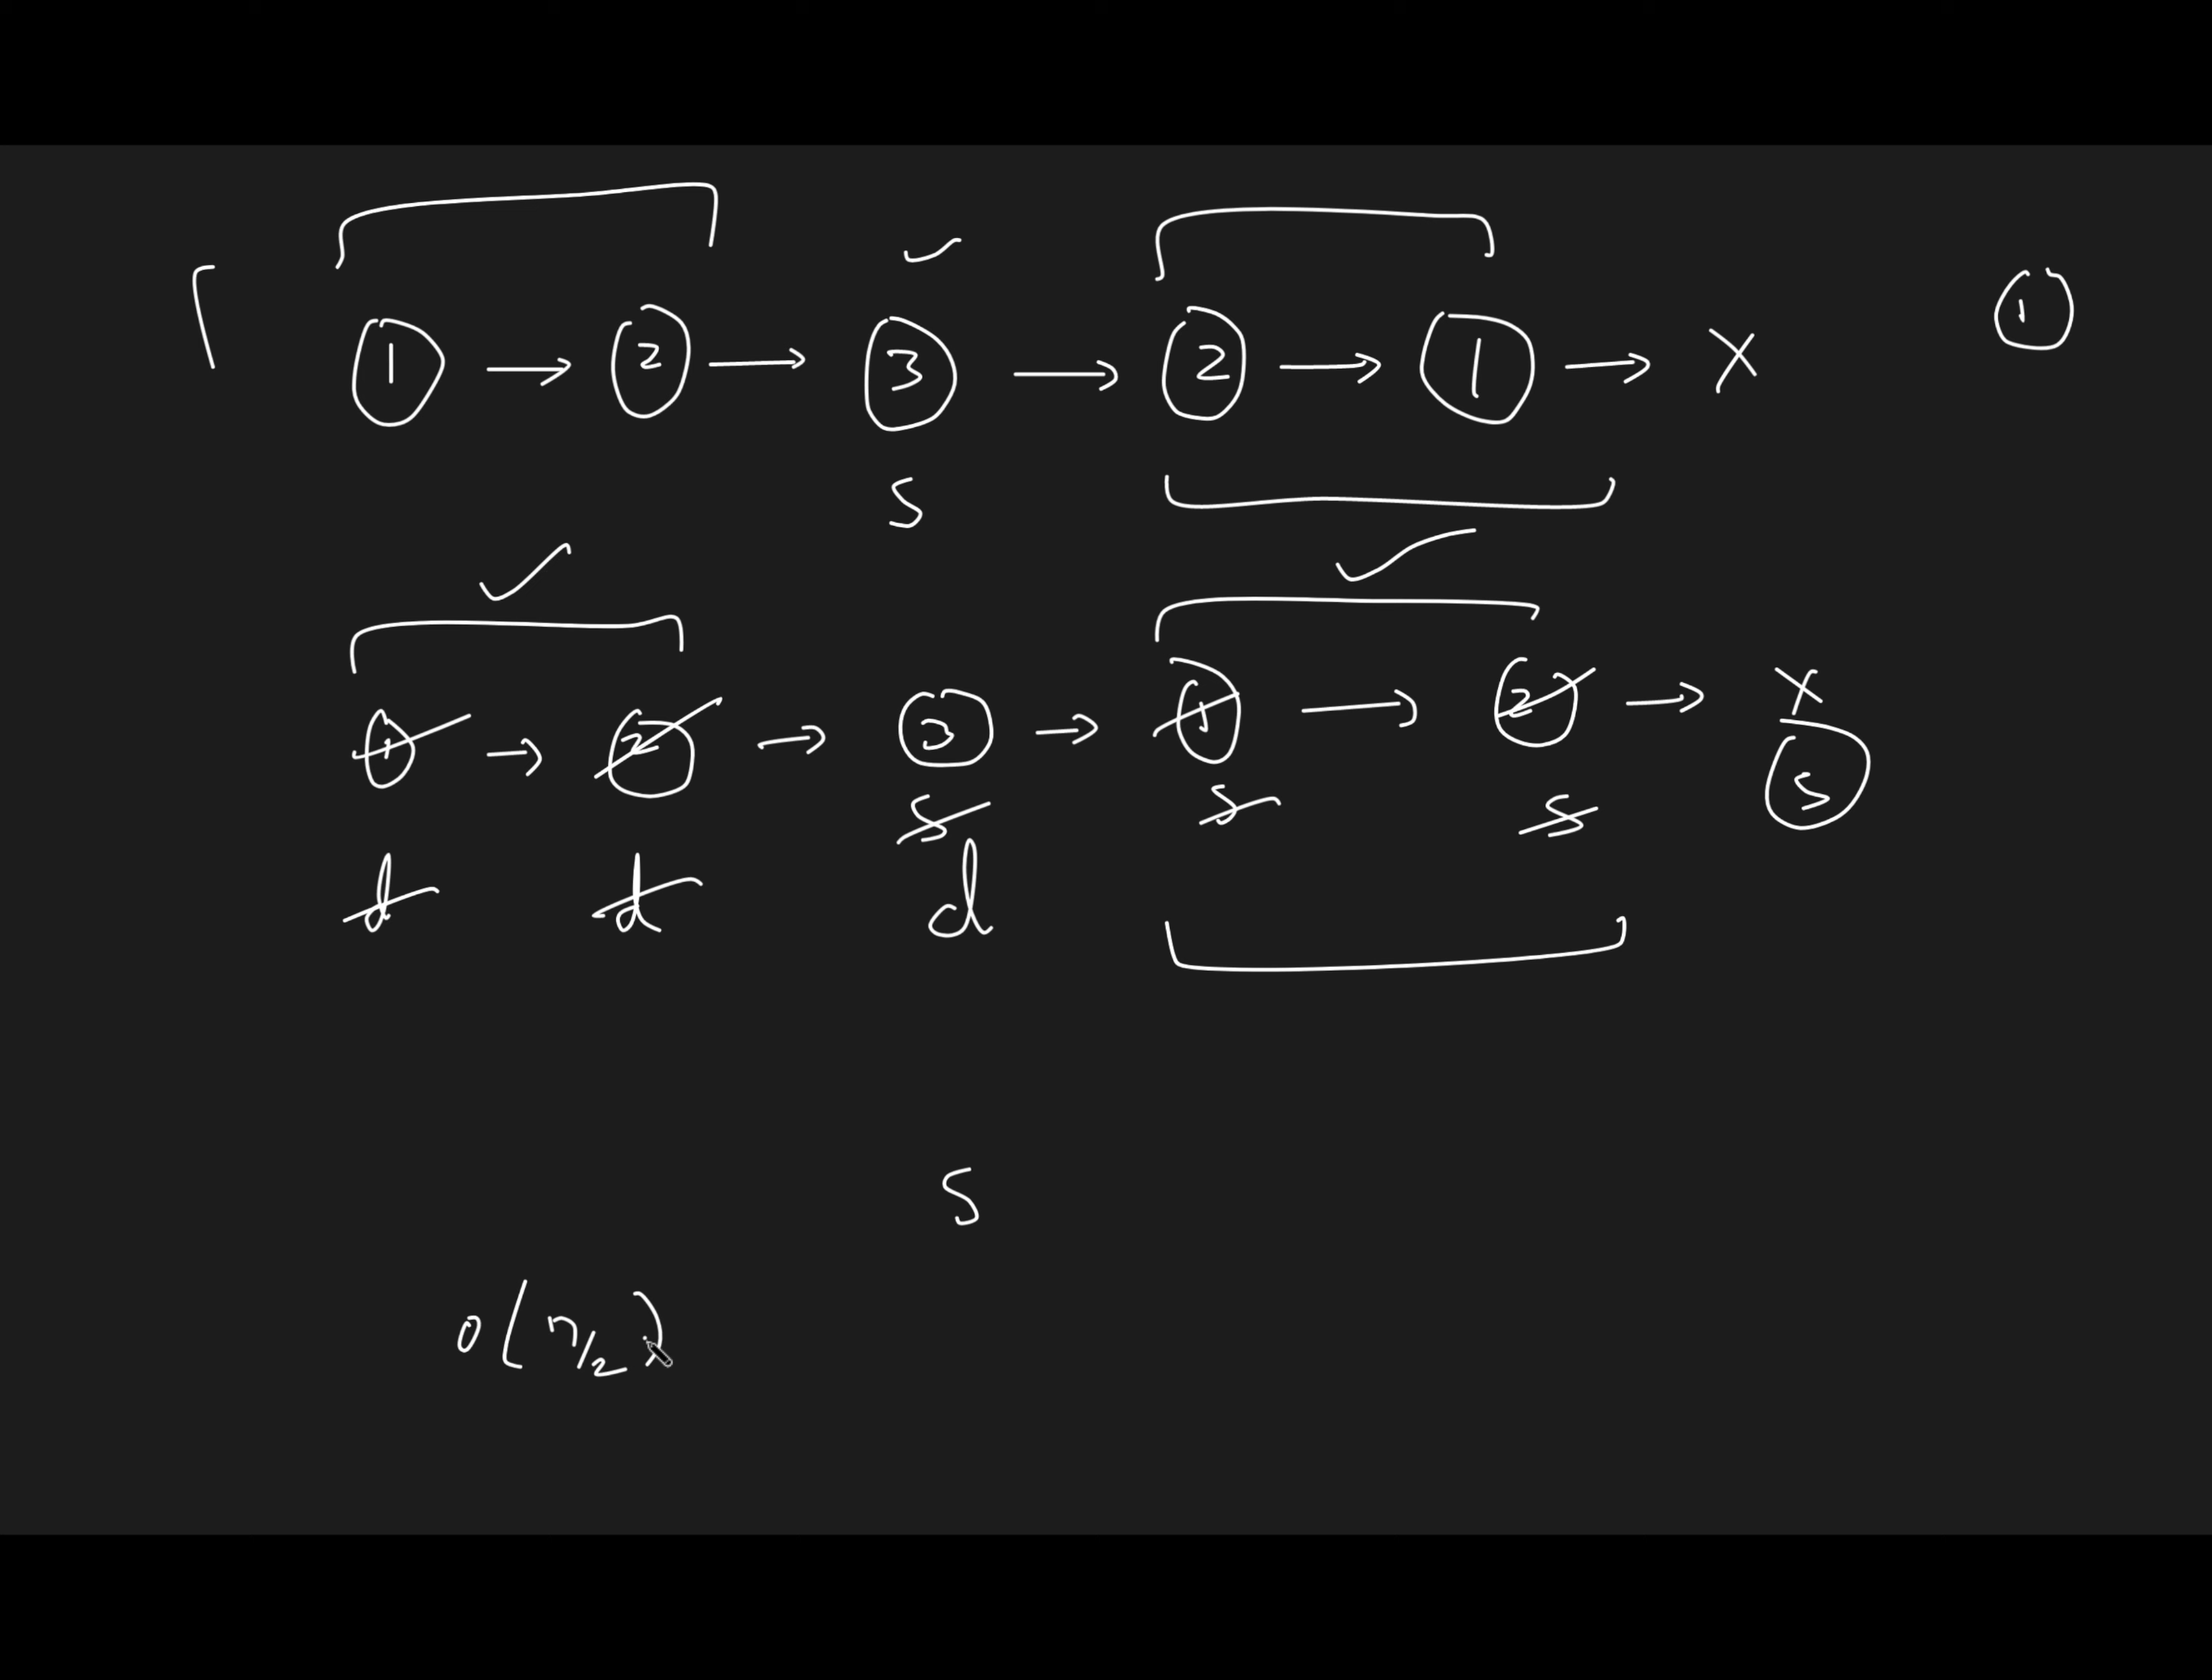 1 → 2 → 3 → 2 → 1 → X 1
S
1 → 2 → 3 → 1 → 2 → X
S S S S
d d d
S
O(n/2)